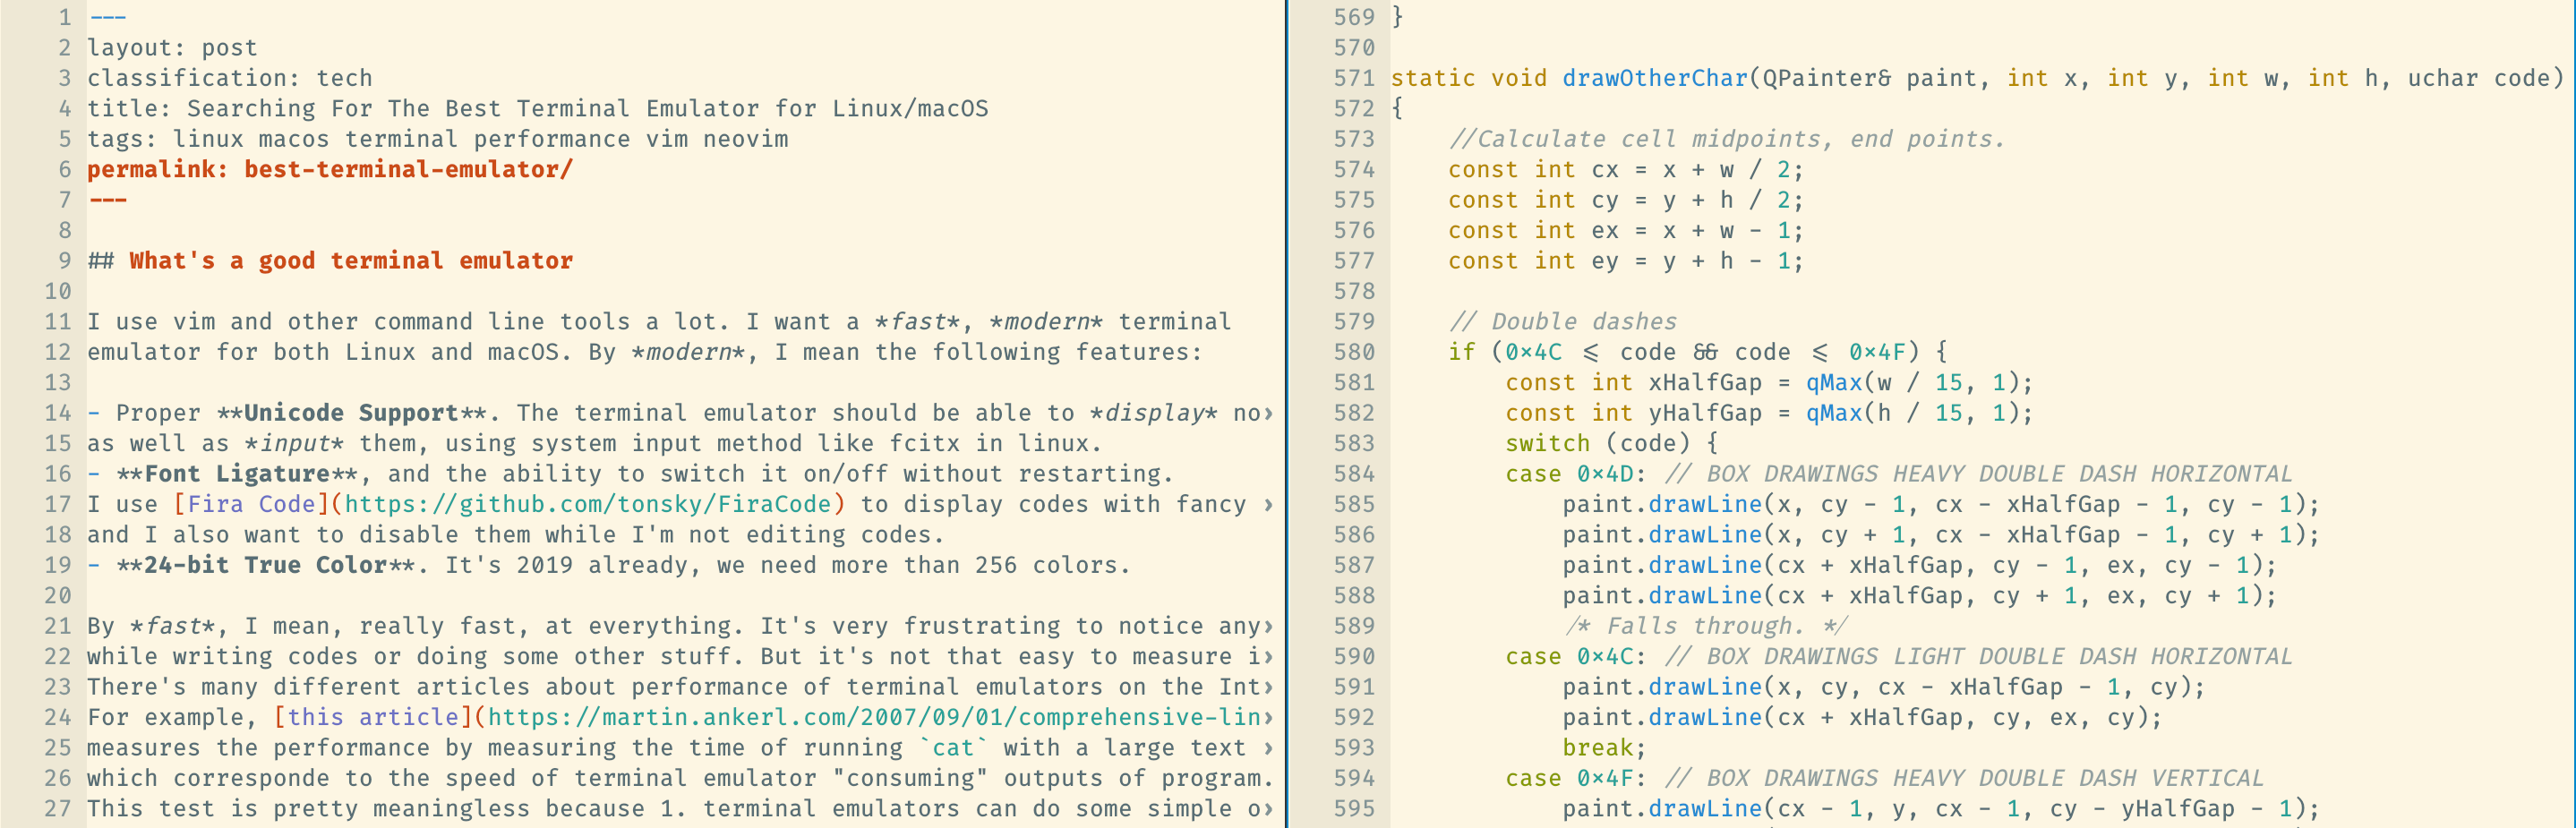 1 ---
2 layout: post
3 classification: tech
4 title: Searching For The Best Terminal Emulator for Linux/macOS
5 tags: linux macos terminal performance vim neovim
6 permalink: best-terminal-emulator/
7 ---
8
9 ## What's a good terminal emulator
10
11 I use vim and other command line tools a lot. I want a *fast*, *modern* terminal
12 emulator for both Linux and macOS. By *modern*, I mean the following features:
13
14 - Proper **Unicode Support**. The terminal emulator should be able to *display* no›
15 as well as *input* them, using system input method like fcitx in linux.
16 - **Font Ligature**, and the ability to switch it on/off without restarting.
17 I use [Fira Code](https://github.com/tonsky/FiraCode) to display codes with fancy ›
18 and I also want to disable them while I'm not editing codes.
19 - **24-bit True Color**. It's 2019 already, we need more than 256 colors.
20
21 By *fast*, I mean, really fast, at everything. It's very frustrating to notice any›
22 while writing codes or doing some other stuff. But it's not that easy to measure i›
23 There's many different articles about performance of terminal emulators on the Int›
24 For example, [this article](https://martin.ankerl.com/2007/09/01/comprehensive-lin›
25 measures the performance by measuring the time of running `cat` with a large text ›
26 which corresponde to the speed of terminal emulator "consuming" outputs of program.
27 This test is pretty meaningless because 1. terminal emulators can do some simple o›
569 }
570
571 static void drawOtherChar(QPainter& paint, int x, int y, int w, int h, uchar code)
572 {
573     //Calculate cell midpoints, end points.
574     const int cx = x + w / 2;
575     const int cy = y + h / 2;
576     const int ex = x + w - 1;
577     const int ey = y + h - 1;
578
579     // Double dashes
580     if (0x4C <= code && code <= 0x4F) {
581         const int xHalfGap = qMax(w / 15, 1);
582         const int yHalfGap = qMax(h / 15, 1);
583         switch (code) {
584         case 0x4D: // BOX DRAWINGS HEAVY DOUBLE DASH HORIZONTAL
585             paint.drawLine(x, cy - 1, cx - xHalfGap - 1, cy - 1);
586             paint.drawLine(x, cy + 1, cx - xHalfGap - 1, cy + 1);
587             paint.drawLine(cx + xHalfGap, cy - 1, ex, cy - 1);
588             paint.drawLine(cx + xHalfGap, cy + 1, ex, cy + 1);
589             /* Falls through. */
590         case 0x4C: // BOX DRAWINGS LIGHT DOUBLE DASH HORIZONTAL
591             paint.drawLine(x, cy, cx - xHalfGap - 1, cy);
592             paint.drawLine(cx + xHalfGap, cy, ex, cy);
593             break;
594         case 0x4F: // BOX DRAWINGS HEAVY DOUBLE DASH VERTICAL
595             paint.drawLine(cx - 1, y, cx - 1, cy - yHalfGap - 1);